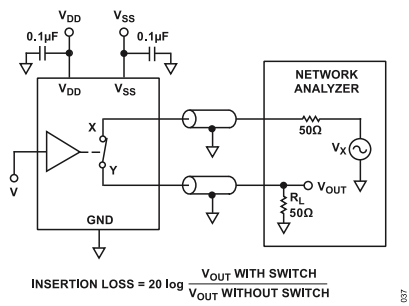 VDD
VSS
0.1µF
0.1µF
VDD
VSS
NETWORK
ANALYZER
X
50Ω
VX
Y
V
VOUT
RL
50Ω
GND
INSERTION LOSS = 20 log VOUT WITH SWITCH
VOUT WITHOUT SWITCH
037